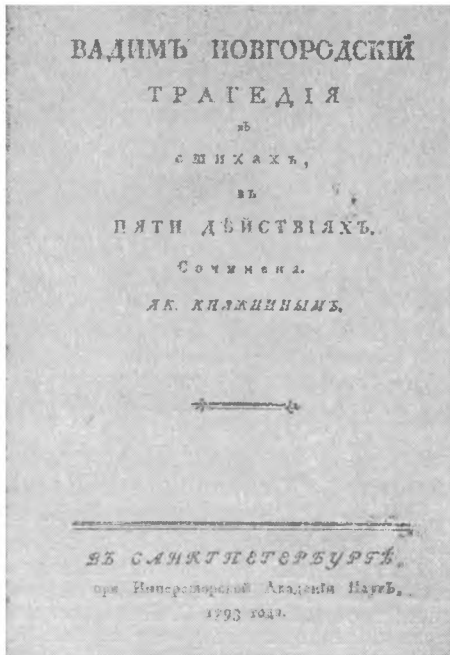 ВАДИМЪ НОВГОРОДСКІЙ
ТРАГЕДІЯ
въ
СТИХАХЪ,
въ
ПЯТИ ДѢЙСТВІЯХЪ.
Сочинена.
ЯК. КНЯЖНИНЫМЪ.
ВЪ САНКТПЕТЕРБУРГѢ,
при Императорской Академіи Наукъ,
1793 года.